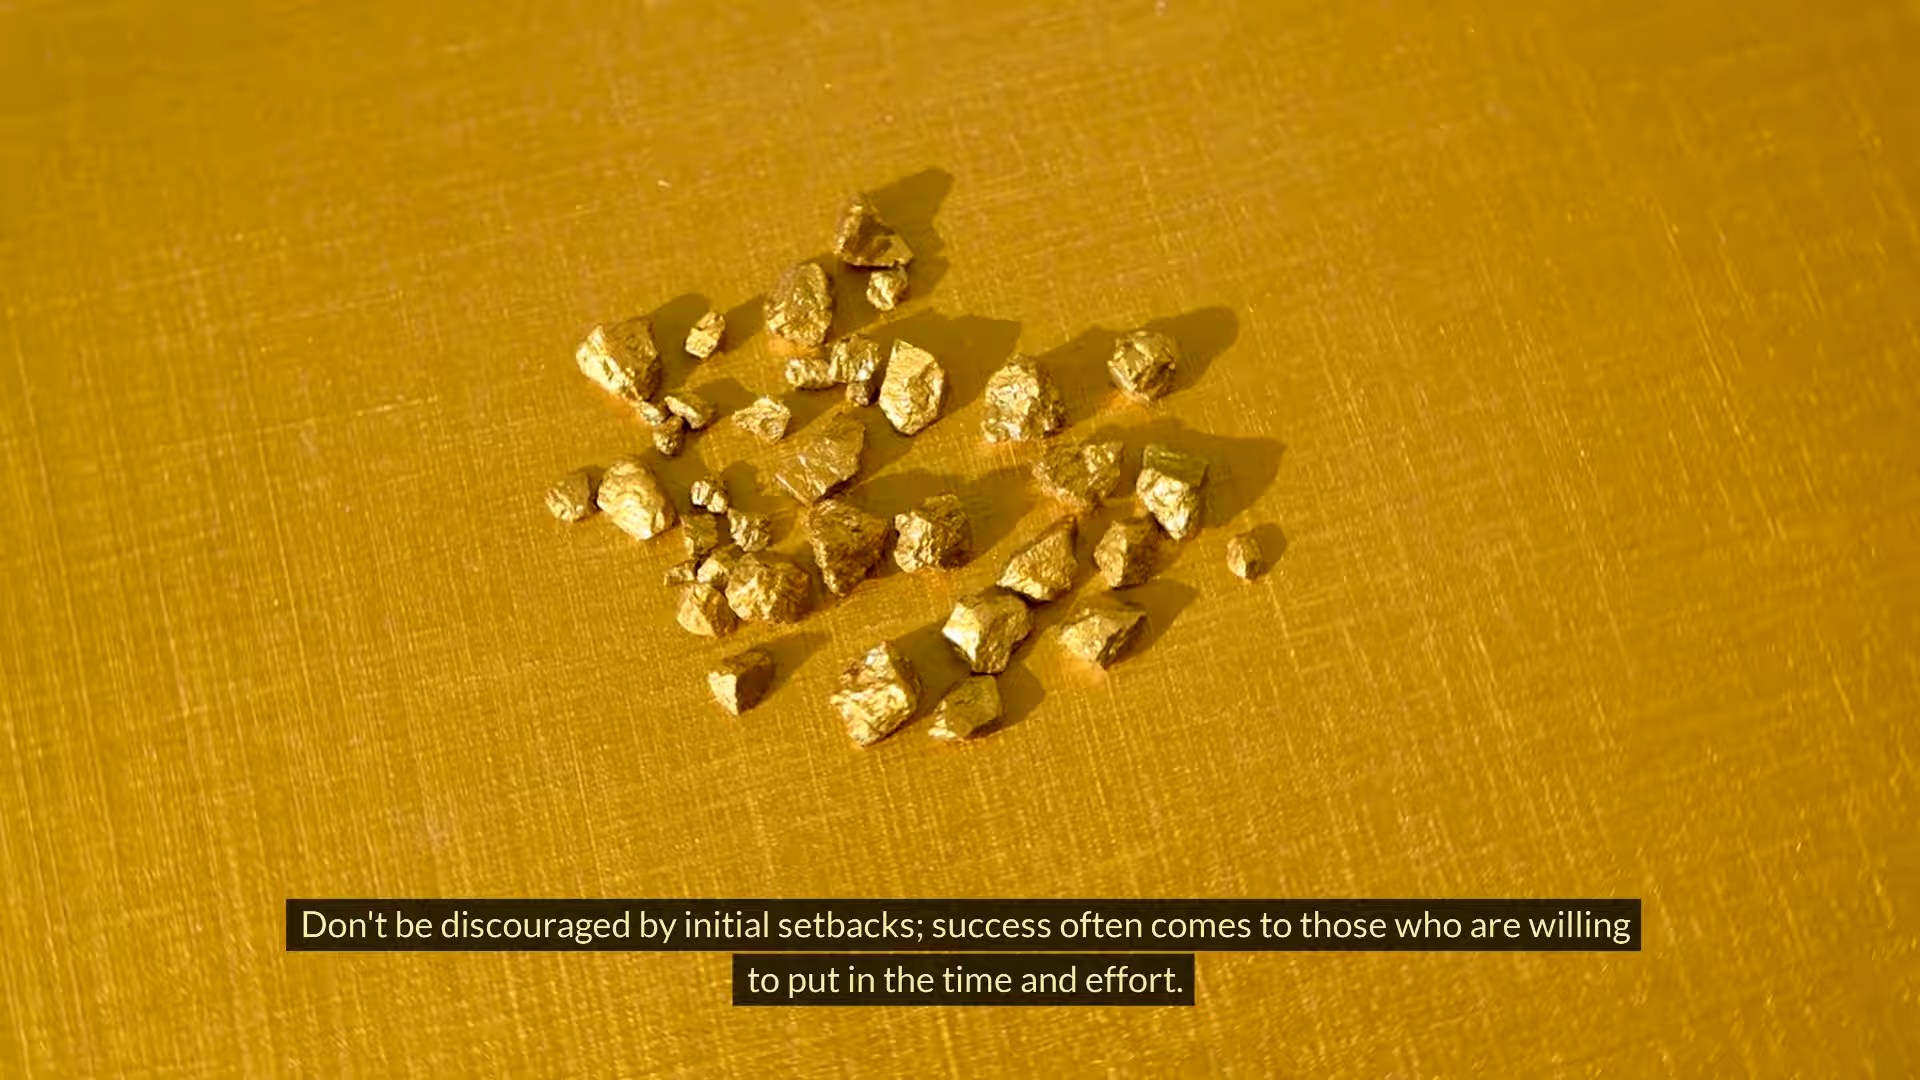 Don't be discouraged by initial setbacks; success often comes to those who are willing
to put in the time and effort.